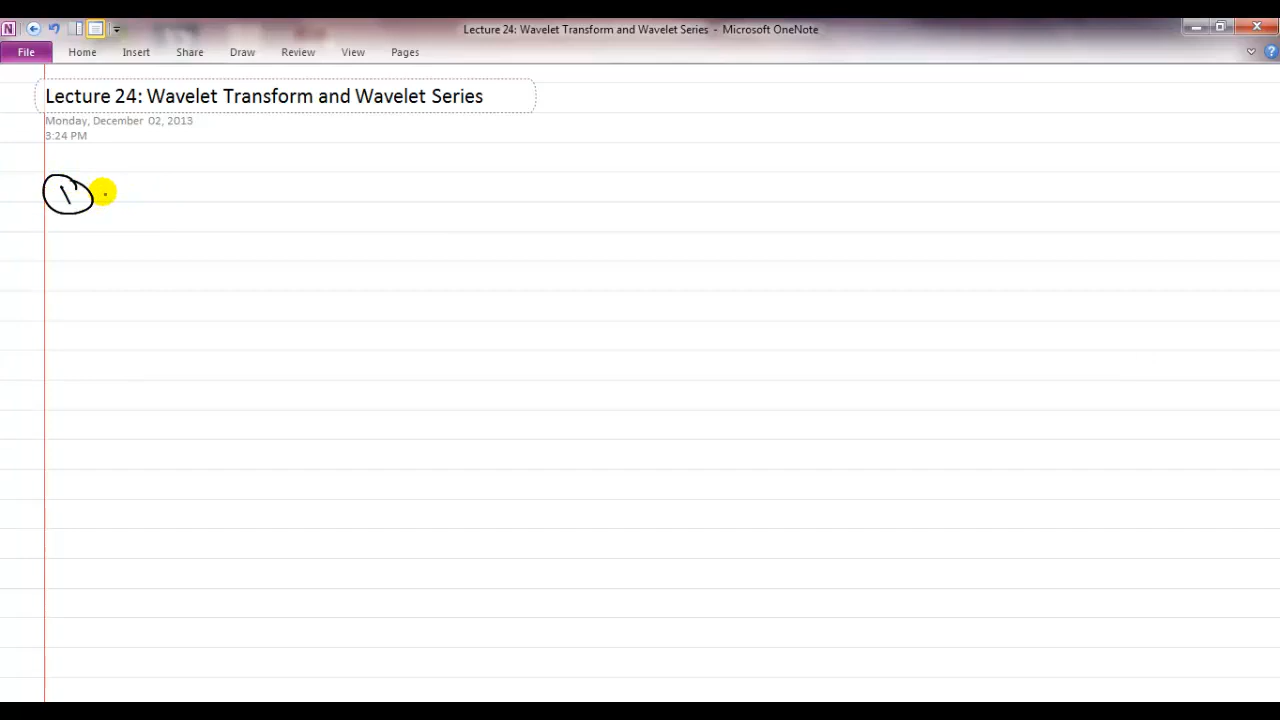 Lecture 24: Wavelet Transform and Wavelet Series - Microsoft OneNote
File Home Insert Share Draw Review View Pages
Lecture 24: Wavelet Transform and Wavelet Series
Monday, December 02, 2013
3:24 PM